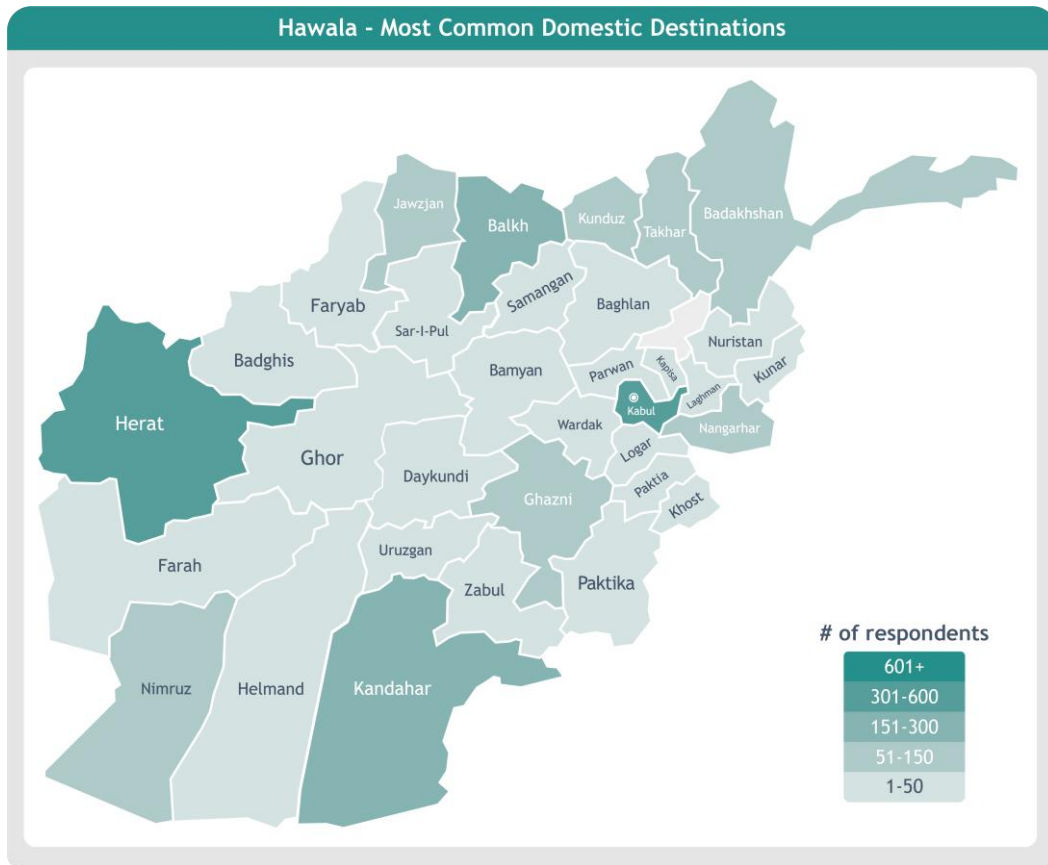 Hawala - Most Common Domestic Destinations
Jawzjan
Balkh
Kunduz
Takhar
Badakhshan
Faryab
Sar-I-Pul
Samangan
Baghlan
Nuristan
Badghis
Bamyan
Parwan
Kapisa
Laghman
Kunar
Herat
Kabul
Wardak
Nangarhar
Ghor
Daykundi
Logar
Ghazni
Paktia
Khost
Farah
Uruzgan
Zabul
Paktika
Nimruz
Helmand
Kandahar
# of respondents
601+
301-600
151-300
51-150
1-50